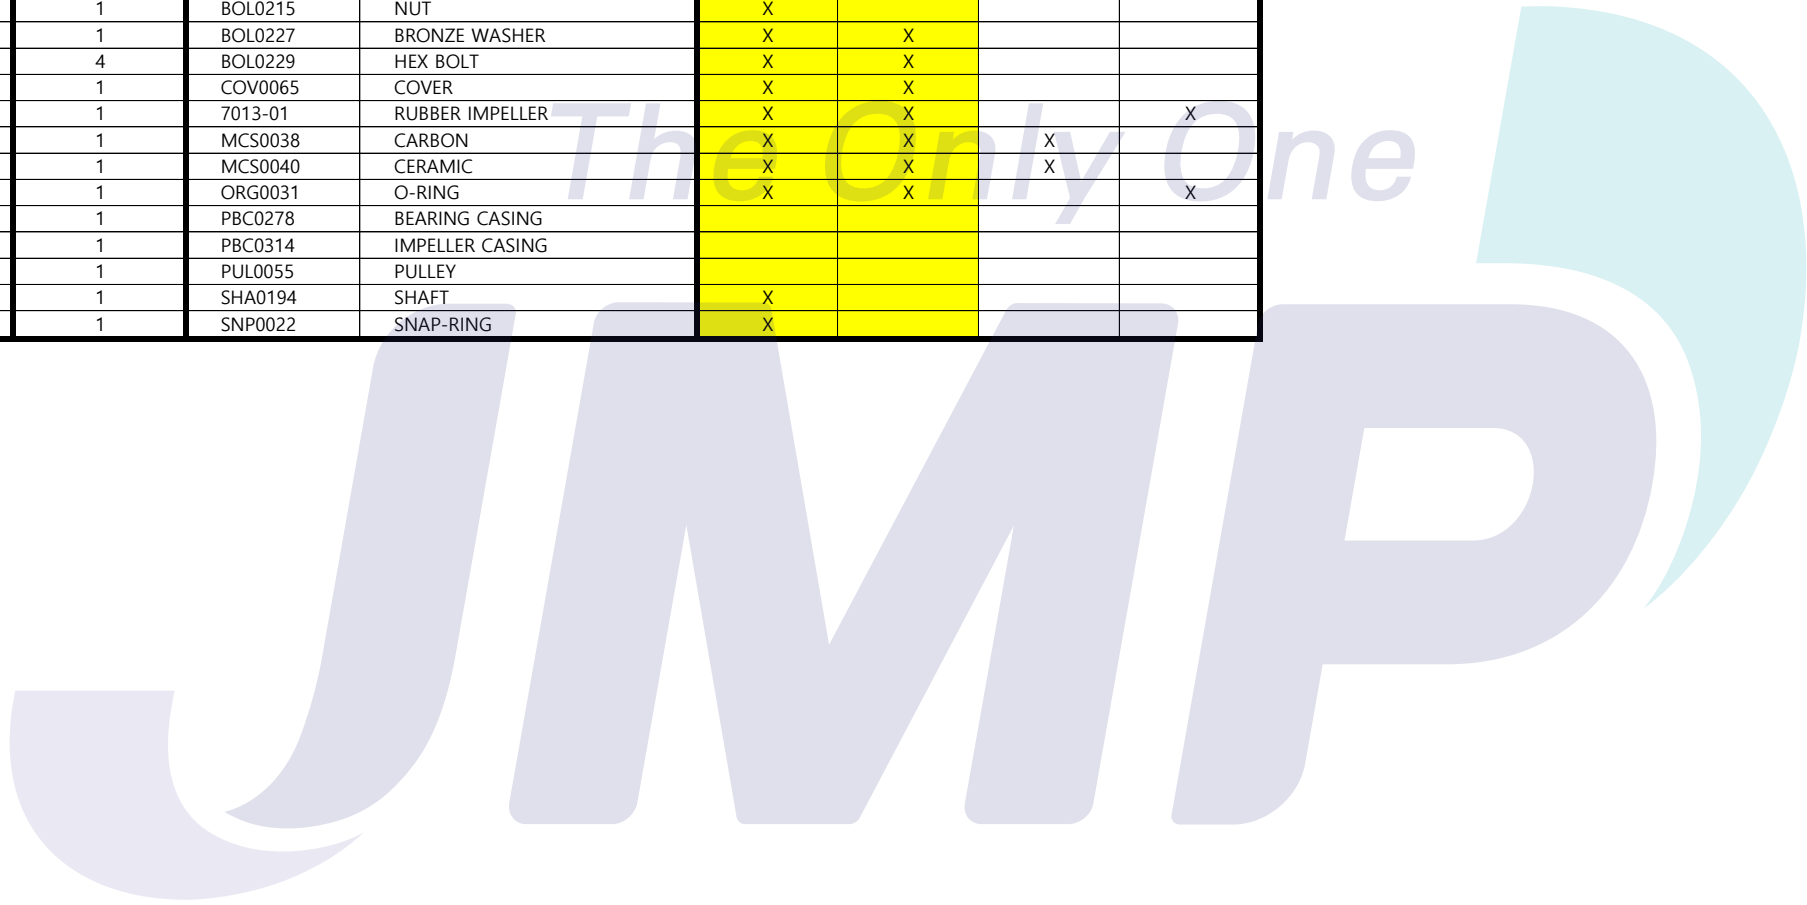 1 BOL0215 NUT X
1 BOL0227 BRONZE WASHER X X
4 BOL0229 HEX BOLT X X
1 COV0065 COVER X X
1 7013-01 RUBBER IMPELLER X X X
1 MCS0038 CARBON X X X
1 MCS0040 CERAMIC X X X
1 ORG0031 O-RING X X X
1 PBC0278 BEARING CASING
1 PBC0314 IMPELLER CASING
1 PUL0055 PULLEY
1 SHA0194 SHAFT X
1 SNP0022 SNAP-RING X
The Only One
JMP